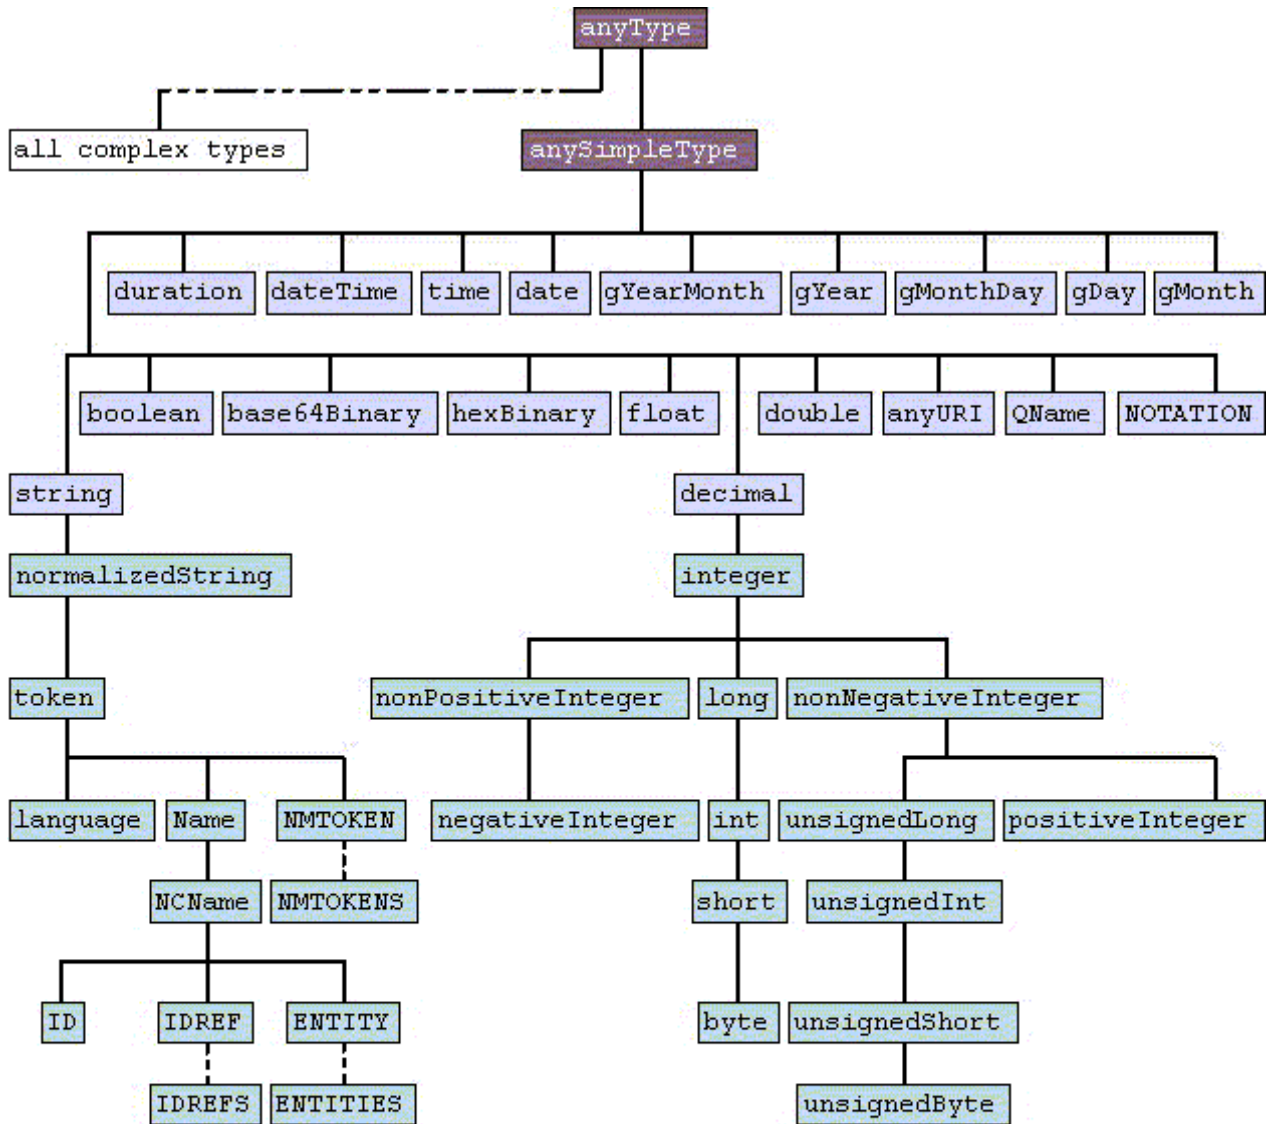 anyType
all complex types
anySimpleType
duration
dateTime
time
date
gYearMonth
gYear
gMonthDay
gDay
gMonth
boolean
base64Binary
hexBinary
float
double
anyURI
QName
NOTATION
string
decimal
normalizedString
integer
token
nonPositiveInteger
long
nonNegativeInteger
language
Name
NMTOKEN
negativeInteger
int
unsignedLong
positiveInteger
NCName
NMTOKENS
short
unsignedInt
ID
IDREF
ENTITY
byte
unsignedShort
IDREFS
ENTITIES
unsignedByte